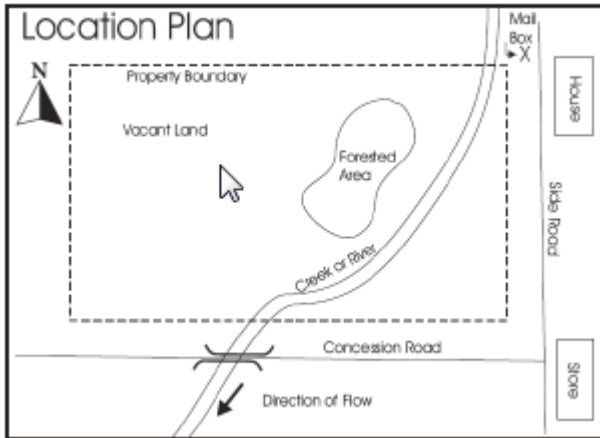 Location Plan
Mail
Box
X
N
Property Boundary
House
Vacant Land
Forested
Area
Side Road
Creek or River
Concession Road
Store
Direction of Flow